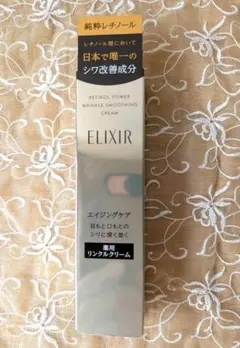 純粋レチノール
レチノール類において
日本で唯一の
シワ改善成分
RETINOL POWER
WRINKLE SMOOTHING
CREAM
ELIXIR
エイジングケア
目もと口もとの
シワに深く効く
薬用
リンクルクリーム